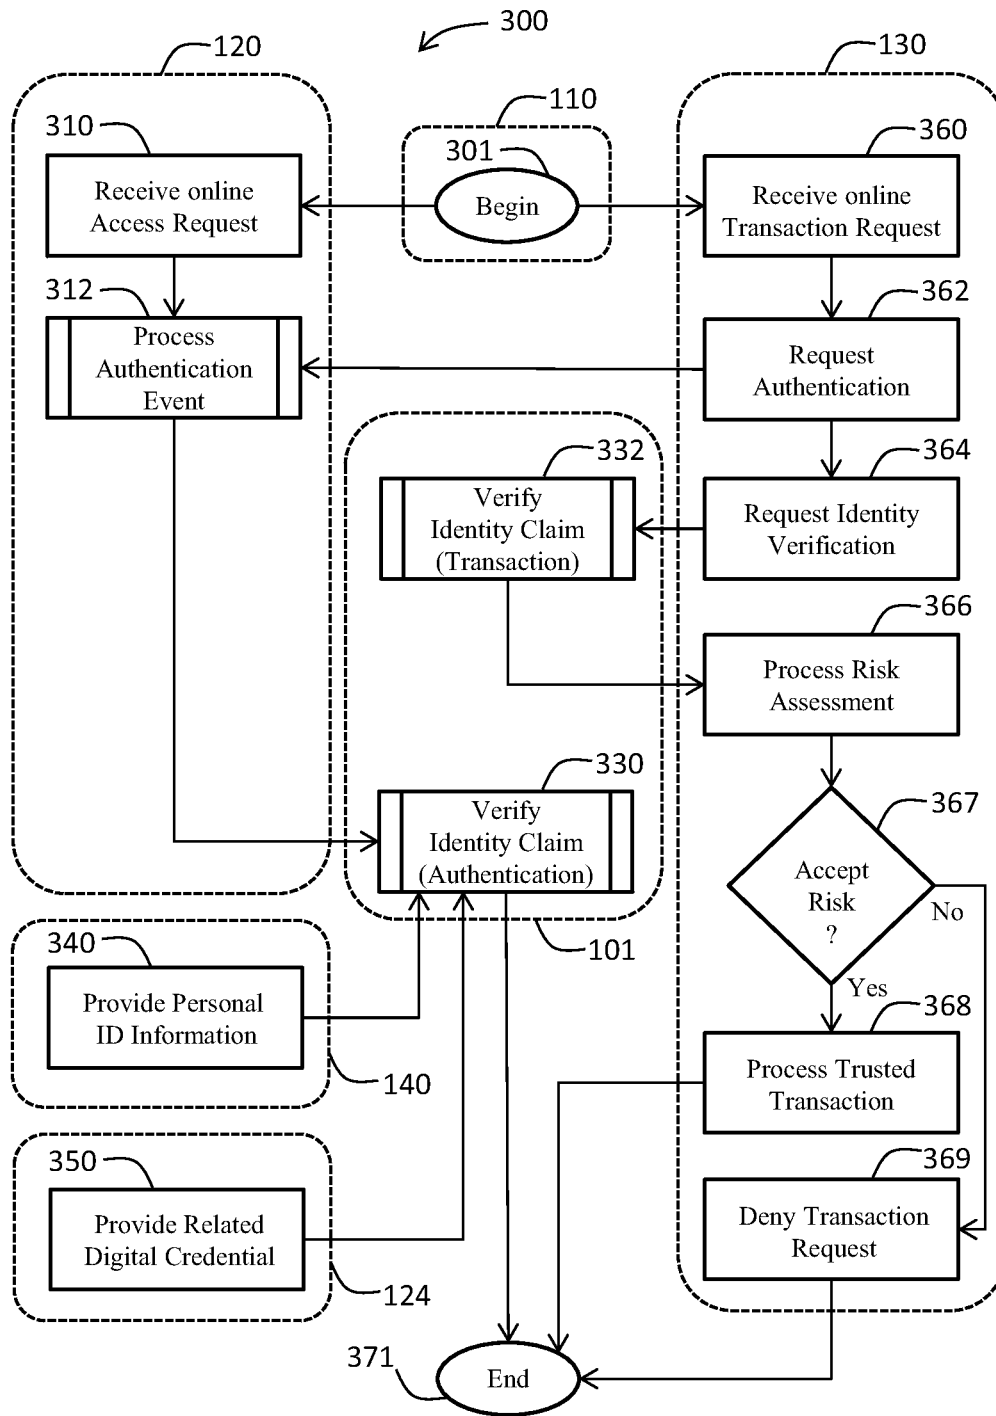 300
120
130
110
310
301
360
Receive online
Access Request
Begin
Receive online
Transaction Request
312
362
Process
Authentication
Event
Request
Authentication
332
364
Verify
Identity Claim
(Transaction)
Request Identity
Verification
366
Process Risk
Assessment
330
367
Verify
Identity Claim
(Authentication)
Accept
Risk
?
No
Yes
340
101
Provide Personal
ID Information
368
140
Process Trusted
Transaction
350
369
Provide Related
Digital Credential
Deny Transaction
Request
124
371
End